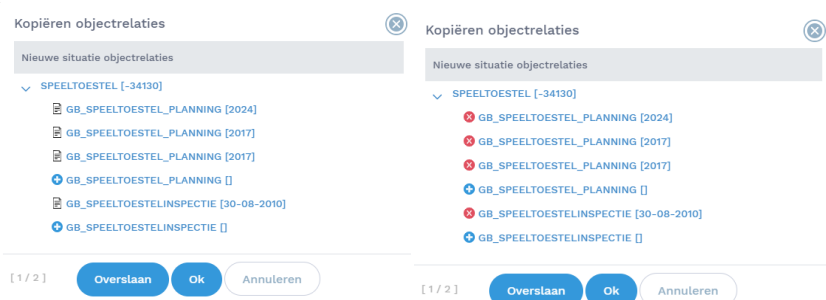 Kopiëren objectrelaties
Nieuwe situatie objectrelaties
SPEELTOESTEL [-34130]
GB_SPEELTOESTEL_PLANNING [2024]
GB_SPEELTOESTEL_PLANNING [2017]
GB_SPEELTOESTEL_PLANNING [2017]
GB_SPEELTOESTEL_PLANNING []
GB_SPEELTOESTELINSPECTIE [30-08-2010]
GB_SPEELTOESTELINSPECTIE []
[ 1 / 2 ] Overslaan Ok Annuleren
Kopiëren objectrelaties
Nieuwe situatie objectrelaties
SPEELTOESTEL [-34130]
GB_SPEELTOESTEL_PLANNING [2024]
GB_SPEELTOESTEL_PLANNING [2017]
GB_SPEELTOESTEL_PLANNING [2017]
GB_SPEELTOESTEL_PLANNING []
GB_SPEELTOESTELINSPECTIE [30-08-2010]
GB_SPEELTOESTELINSPECTIE []
[ 1 / 2 ] Overslaan Ok Annuleren